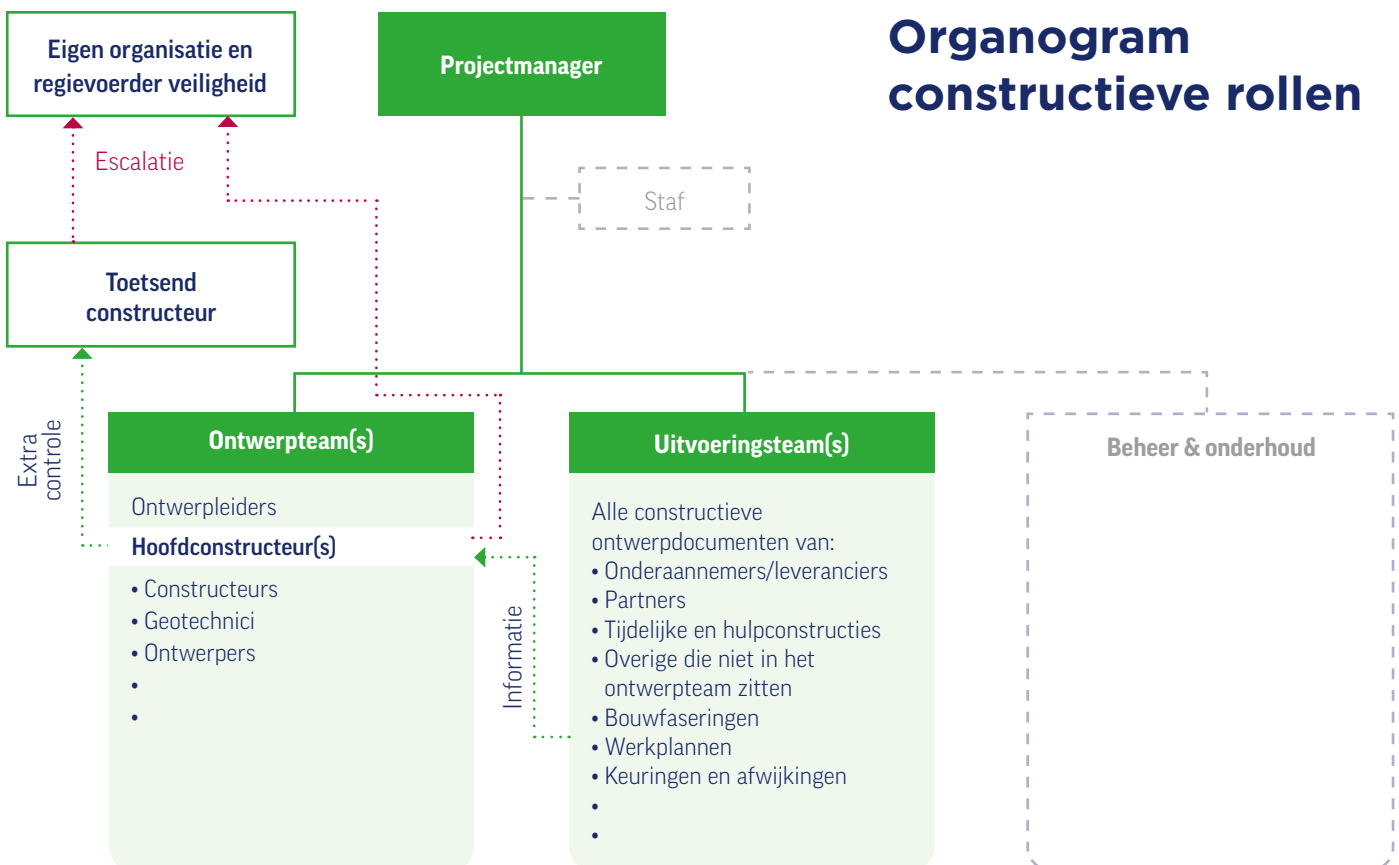 Organogram
constructieve rollen
Eigen organisatie en
regievoerder veiligheid
Projectmanager
Escalatie
Staf
Toetsend
constructeur
Extra
controle
Ontwerpteam(s)
Ontwerpleiders
Hoofdconstructeur(s)
• Constructeurs
• Geotechnici
• Ontwerpers
•
•
Informatie
Uitvoeringsteam(s)
Alle constructieve
ontwerpdocumenten van:
• Onderaannemers/leveranciers
• Partners
• Tijdelijke en hulpconstructies
• Overige die niet in het
ontwerpteam zitten
• Bouwfaseringen
• Werkplannen
• Keuringen en afwijkingen
•
•
Beheer & onderhoud